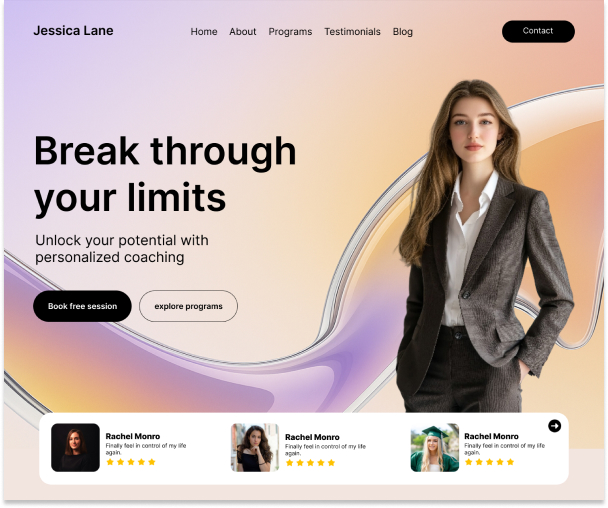 Jessica Lane
Home About Programs Testimonials Blog
Contact
Break through
your limits
Unlock your potential with
personalized coaching
Book free session
explore programs
Rachel Monro
Finally feel in control of my life
again.
Rachel Monro
Finally feel in control of my life
again.
Rachel Monro
Finally feel in control of my life
again.